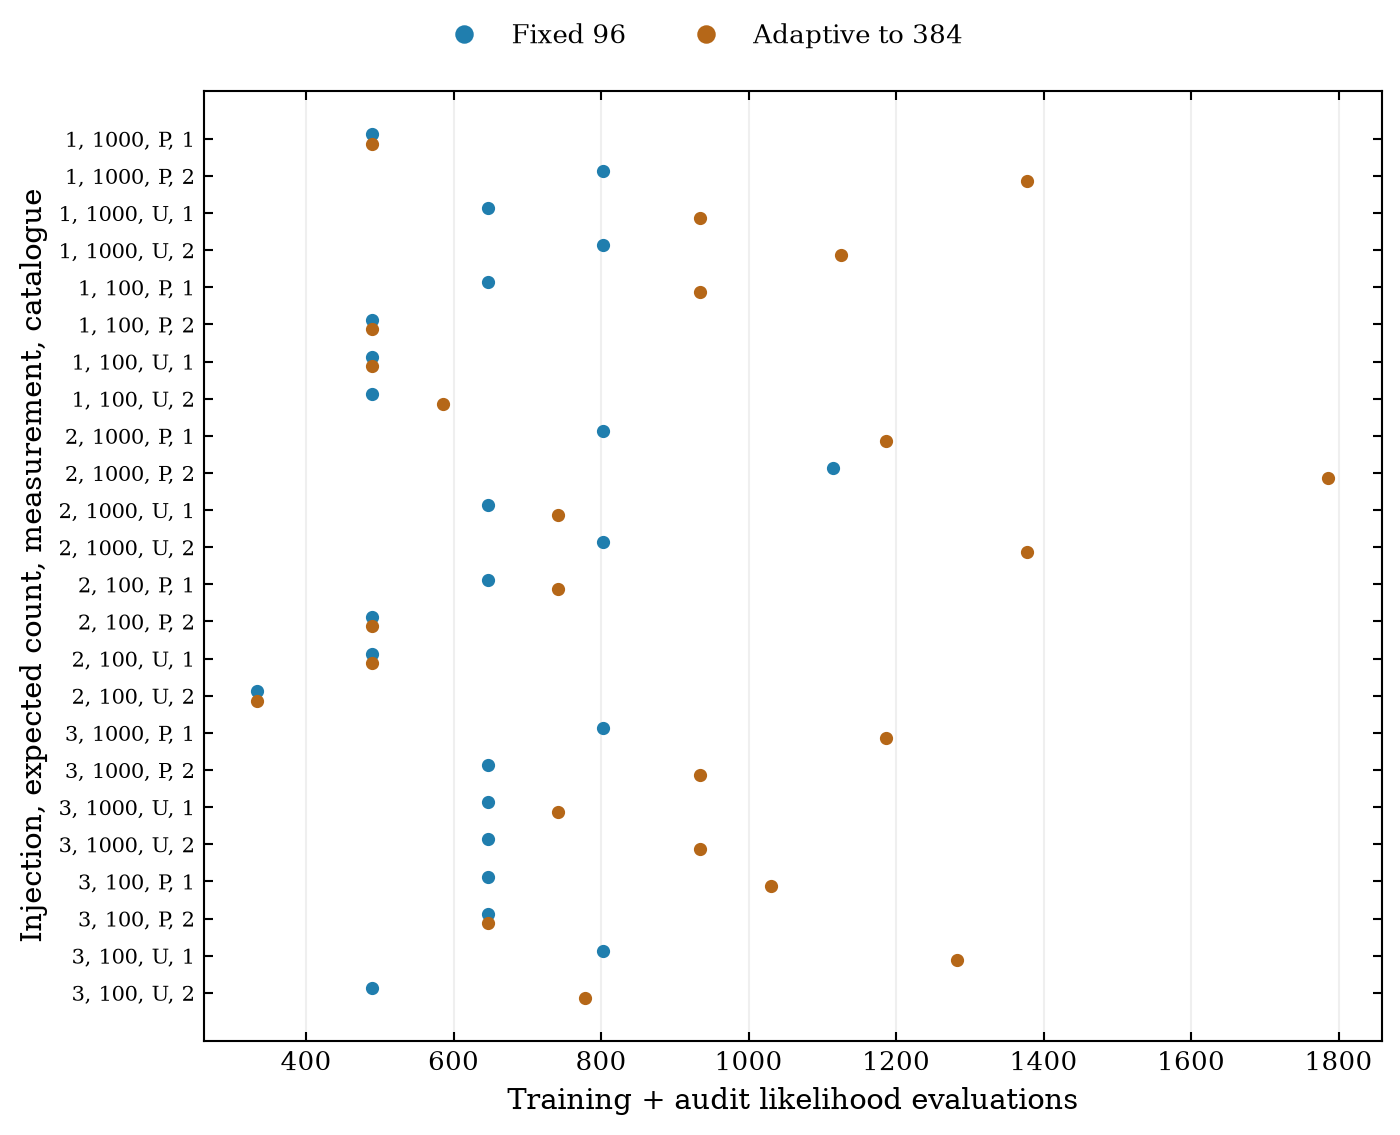 Fixed 96 Adaptive to 384
Injection, expected count, measurement, catalogue
1, 1000, P, 1
1, 1000, P, 2
1, 1000, U, 1
1, 1000, U, 2
1, 100, P, 1
1, 100, P, 2
1, 100, U, 1
1, 100, U, 2
2, 1000, P, 1
2, 1000, P, 2
2, 1000, U, 1
2, 1000, U, 2
2, 100, P, 1
2, 100, P, 2
2, 100, U, 1
2, 100, U, 2
3, 1000, P, 1
3, 1000, P, 2
3, 1000, U, 1
3, 1000, U, 2
3, 100, P, 1
3, 100, P, 2
3, 100, U, 1
3, 100, U, 2
400 600 800 1000 1200 1400 1600 1800
Training + audit likelihood evaluations